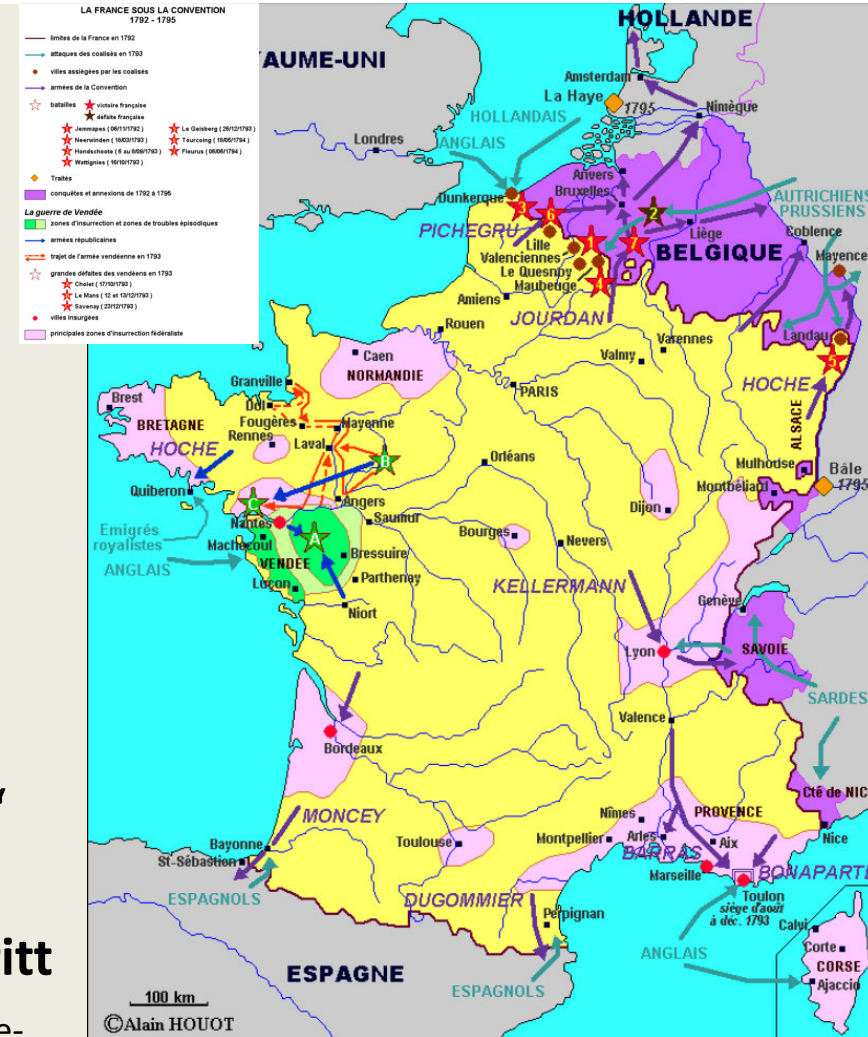 LA FRANCE SOUS LA CONVENTION
1792 - 1795
limites de la France en 1792
attaques des coalisés en 1793
villes assiégées par les coalisés
armées de la Convention
batailles
victoire française
défaite française
Jemmapes ( 06/11/1792 )
Neerwinden ( 18/03/1793 )
Hondschoote ( 6 au 8/09/1793 )
Wattignies ( 16/10/1793 )
Le Geisberg ( 26/12/1793 )
Tourcoing ( 18/05/1794 )
Fleurus ( 06/06/1794 )
Traités
conquêtes et annexions de 1792 à 1795
La guerre de Vendée
zones d'insurrection et zones de troubles épisodiques
armées républicaines
trajet de l'armée vendéenne en 1793
grandes défaites des vendéens en 1793
Cholet ( 17/10/1793 )
Le Mans ( 12 et 13/12/1793 )
Savenay ( 23/12/1793 )
villes insurgées
principales zones d'insurrection fédéraliste
HOLLANDE
YAUME-UNI
Amsterdam
La Haye
1795
Nimègue
HOLLANDAIS
Londres
ANGLAIS
Anvers
Dunkerque
Bruxelles
AUTRICHIENS
PRUSSIENS
3
6
2
PICHEGRU
1
7
Liège
Coblence
Lille
BELGIQUE
Mayence
Valenciennes
Le Quesnoy
Maubeuge
4
Amiens
JOURDAN
Rouen
Varennes
Landau
Valmy
5
Caen
NORMANDIE
Granville
PARIS
HOCHE
Brest
Dol
ALSACE
BRETAGNE
Fougères
Mayenne
HOCHE
Rennes
Laval
B
Orléans
Mulhouse
Bâle
1795
Quiberon
Montbéliard
C
Angers
Dijon
Nantes
Saumur
Emigrés
royalistes
Machecoul
A
Bourges
Nevers
VENDEE
Bressuire
ANGLAIS
Luçon
Parthenay
KELLERMANN
Niort
Genève
Lyon
SAVOIE
SARDES
Valence
Bordeaux
Cté de NIC
MONCEY
Nîmes
PROVENCE
Bayonne
Toulouse
Montpellier
Arles
Aix
Nice
St-Sébastien
BARRAS
Marseille
BONAPARTE
ESPAGNOLS
DUGOMMIER
Toulon
siège d'août
à déc. 1793
Perpignan
Calvi
Corte
ANGLAIS
CORSE
ESPAGNE
ESPAGNOLS
Ajaccio
100 km
©Alain HOUOT
itt
e-